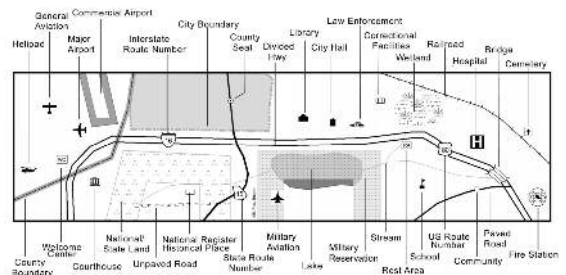 General
Aviation
Commercial Airport
Helipad
Major
Airport
Interstate
Route Number
City Boundary
County
Seat
Divided
Hwy
Library
City Hall
Law Enforcement
Correctional
Facilities
Wetland
Railroad
Hospital
Bridge
Cemetery
H
County
Boundary
Welcome
Center
Courthouse
National/
State Land
Unpaved Road
National Register
Historical Place
State Route
Number
Military
Aviation
Lake
Military
Reservation
Stream
Rest Area
School
US Route
Number
Community
Paved
Road
Fire Station